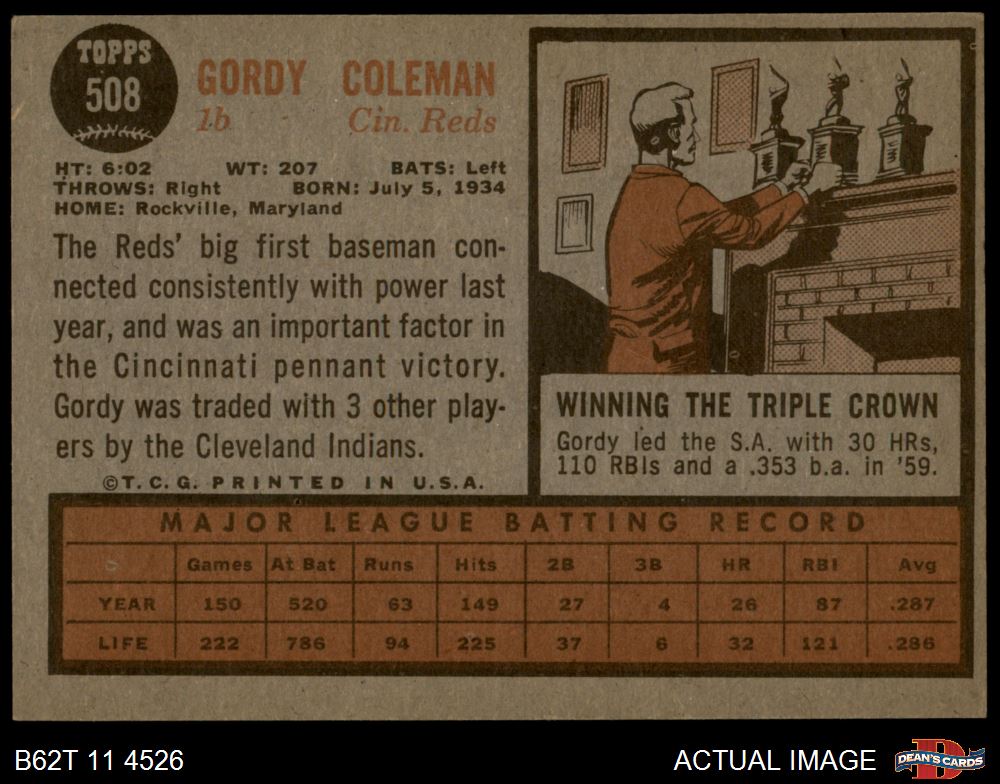 TOPPS
508
GORDY COLEMAN
1b Cin. Reds
HT: 6:02 WT: 207 BATS: Left
THROWS: Right BORN: July 5, 1934
HOME: Rockville, Maryland
The Reds' big first baseman con-
nected consistently with power last
year, and was an important factor in
the Cincinnati pennant victory.
Gordy was traded with 3 other play-
ers by the Cleveland Indians.
©T.C.G. PRINTED IN U.S.A.
WINNING THE TRIPLE CROWN
Gordy led the S.A. with 30 HRs,
110 RBIs and a .353 b.a. in '59.
MAJOR LEAGUE BATTING RECORD
Games At Bat Runs Hits 2B 3B HR RBI Avg
YEAR 150 520 63 149 27 4 26 87 .287
LIFE 222 786 94 225 37 6 32 121 .286
B62T 11 4526 ACTUAL IMAGE
DEAN'S CARDS